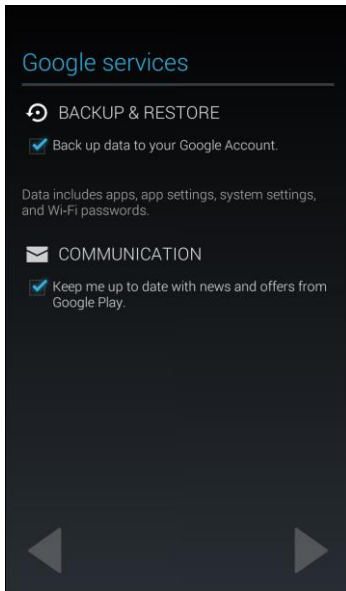 Google services
BACKUP & RESTORE
Back up data to your Google Account.
Data includes apps, app settings, system settings,
and Wi-Fi passwords.
COMMUNICATION
Keep me up to date with news and offers from
Google Play.